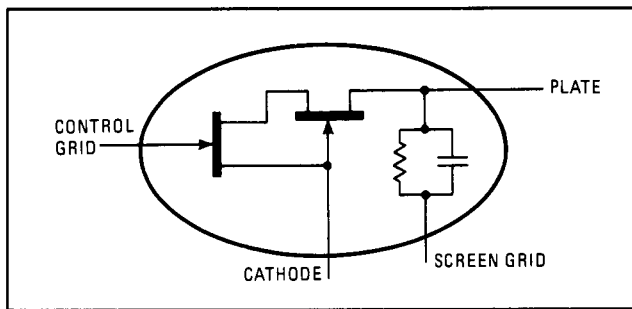 PLATE
CONTROL
GRID
SCREEN GRID
CATHODE